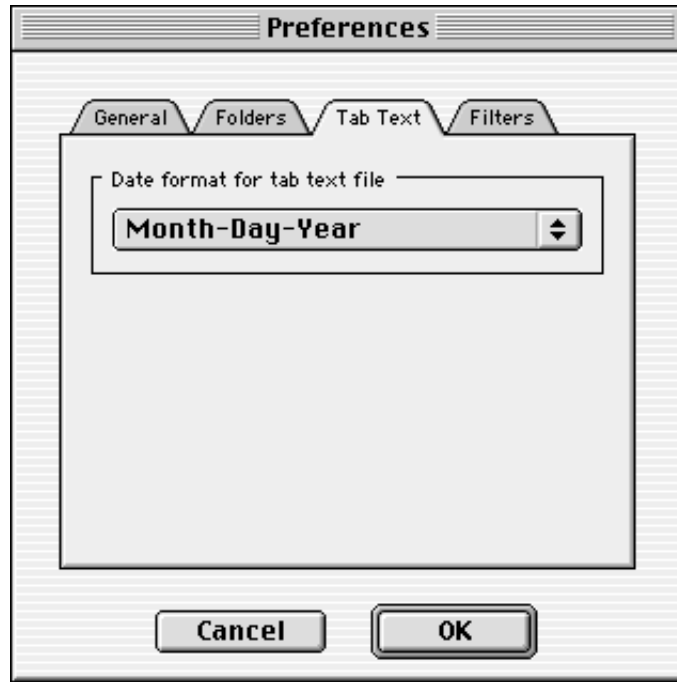 Preferences
General Folders Tab Text Filters
Date format for tab text file
Month-Day-Year
Cancel OK